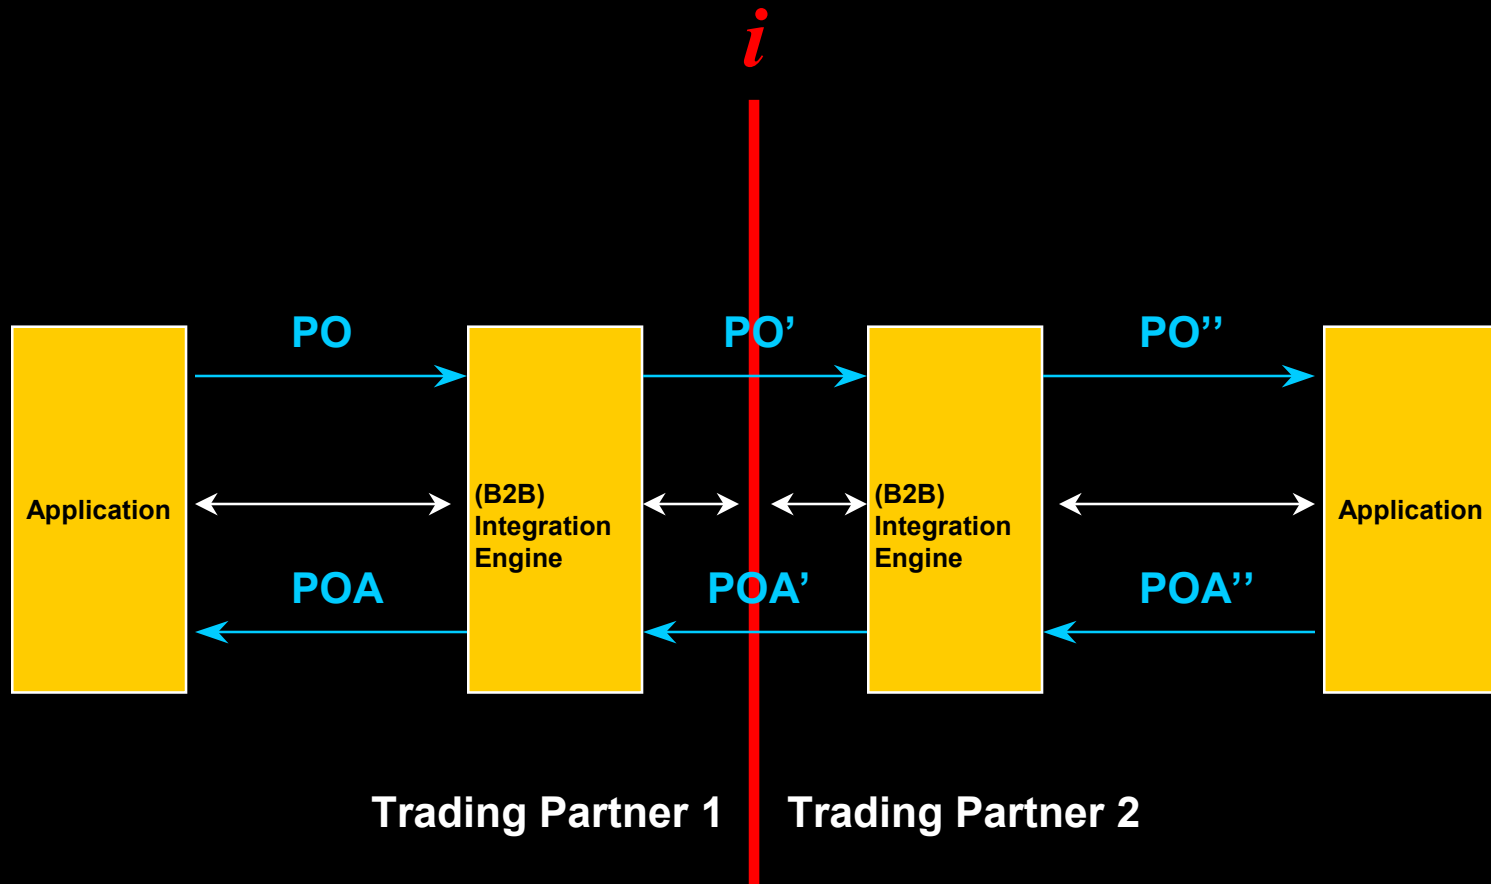 i
PO
PO’
PO’’
Application
(B2B)
Integration
Engine
(B2B)
Integration
Engine
Application
POA
POA’
POA’’
Trading Partner 1
Trading Partner 2